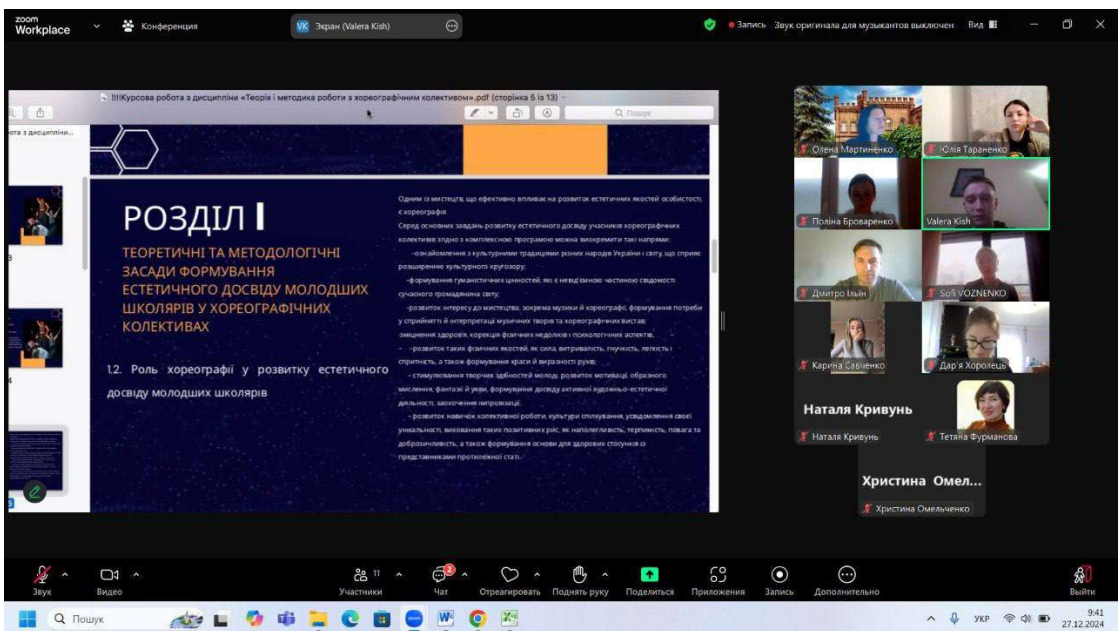 zoom
Workplace
Конференция
VK Экран (Valera Kish)
Запись
Звук оригинала для музыкантов выключен
Вид
!!!!Курсова робота з дисципліни «Теорія і методика роботи з хореографічним колективом».pdf (сторінка 5 із 13)
Пошук
ота з дисципліни...
3
4
5
РОЗДІЛ I
ТЕОРЕТИЧНІ ТА МЕТОДОЛОГІЧНІ
ЗАСАДИ ФОРМУВАННЯ
ЕСТЕТИЧНОГО ДОСВІДУ МОЛОДШИХ
ШКОЛЯРІВ У ХОРЕОГРАФІЧНИХ
КОЛЕКТИВАХ
1.2. Роль хореографії у розвитку естетичного
досвіду молодших школярів
Одним із мистецтв, що ефективно впливає на розвиток естетичних якостей особистості,
є хореографія
Серед основних завдань розвитку естетичного досвіду учасників хореографічних
колективів згідно з комплексною програмою можна виокремити такі напрями:
-ознайомлення з культурними традиціями різних народів України і світу, що сприяє
розширенню культурного кругозору;
-формування гуманістичних цінностей, які є невід'ємною частиною свідомості
сучасного громадянина світу;
-розвиток інтересу до мистецтва, зокрема музики й хореографії, формування потреби
у сприйнятті й інтерпретації музичних творів та хореографічних вистав;
зміцнення здоров'я, корекція фізичних недоліків і психологічних аспектів,
-розвиток таких фізичних якостей, як сила, витривалість, гнучкість, легкість і
спритність, а також формування краси й виразності рухів;
- стимулювання творчих здібностей молоді, розвиток мотивації, образного
мислення, фантазії й уяви, формування досвіду активної художньо-естетичної
діяльності, заохочення імпровізації;
- розвиток навичок колективної роботи, культури спілкування, усвідомлення своєї
унікальності, виховання таких позитивних рис, як наполегливість, терпимість, повага та
доброзичливість, а також формування основи для здорових стосунків із
представниками протилежної статі.
Олена Мартиненко
Юлія Тараненко
Поліна Броваренко
Valera Kish
Дмитро Ільїн
Sofi VOZNENKO
Карина Савченко
Дар'я Хоролець
Наталя Кривунь
Наталя Кривунь
Тетяна Фурманова
Христина Омел...
Христина Омельченко
Звук
Видео
11
Участники
2
Чат
Отреагировать
Поднять руку
Поделиться
Приложения
Запись
Дополнительно
Выйти
Пошук
УКР
9:41
27.12.2024